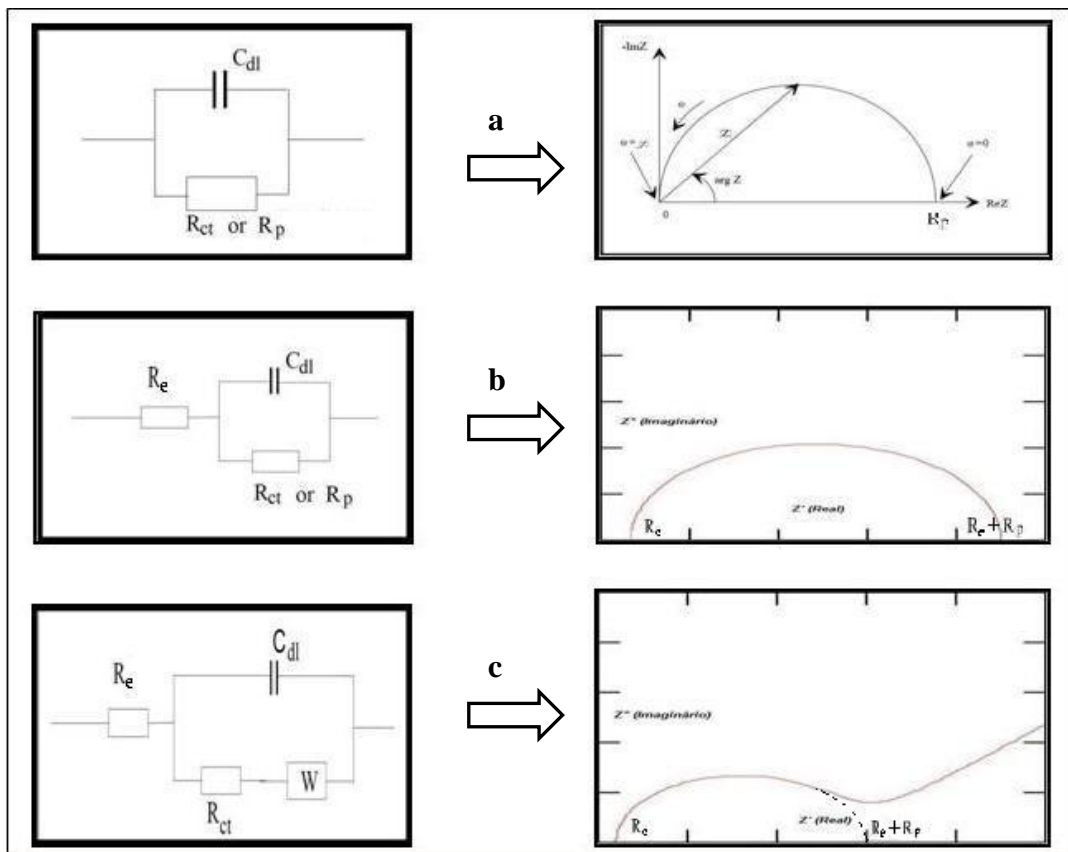 C_dl
R_ct or R_p
a
-ImZ
Z
arg Z
0
R_p
ReZ
R_e
C_dl
R_ct or R_p
b
Z" (Imaginário)
Z' (Real)
R_e
R_e + R_p
R_e
C_dl
R_ct
W
c
Z" (Imaginário)
Z' (Real)
R_e
R_e + R_p